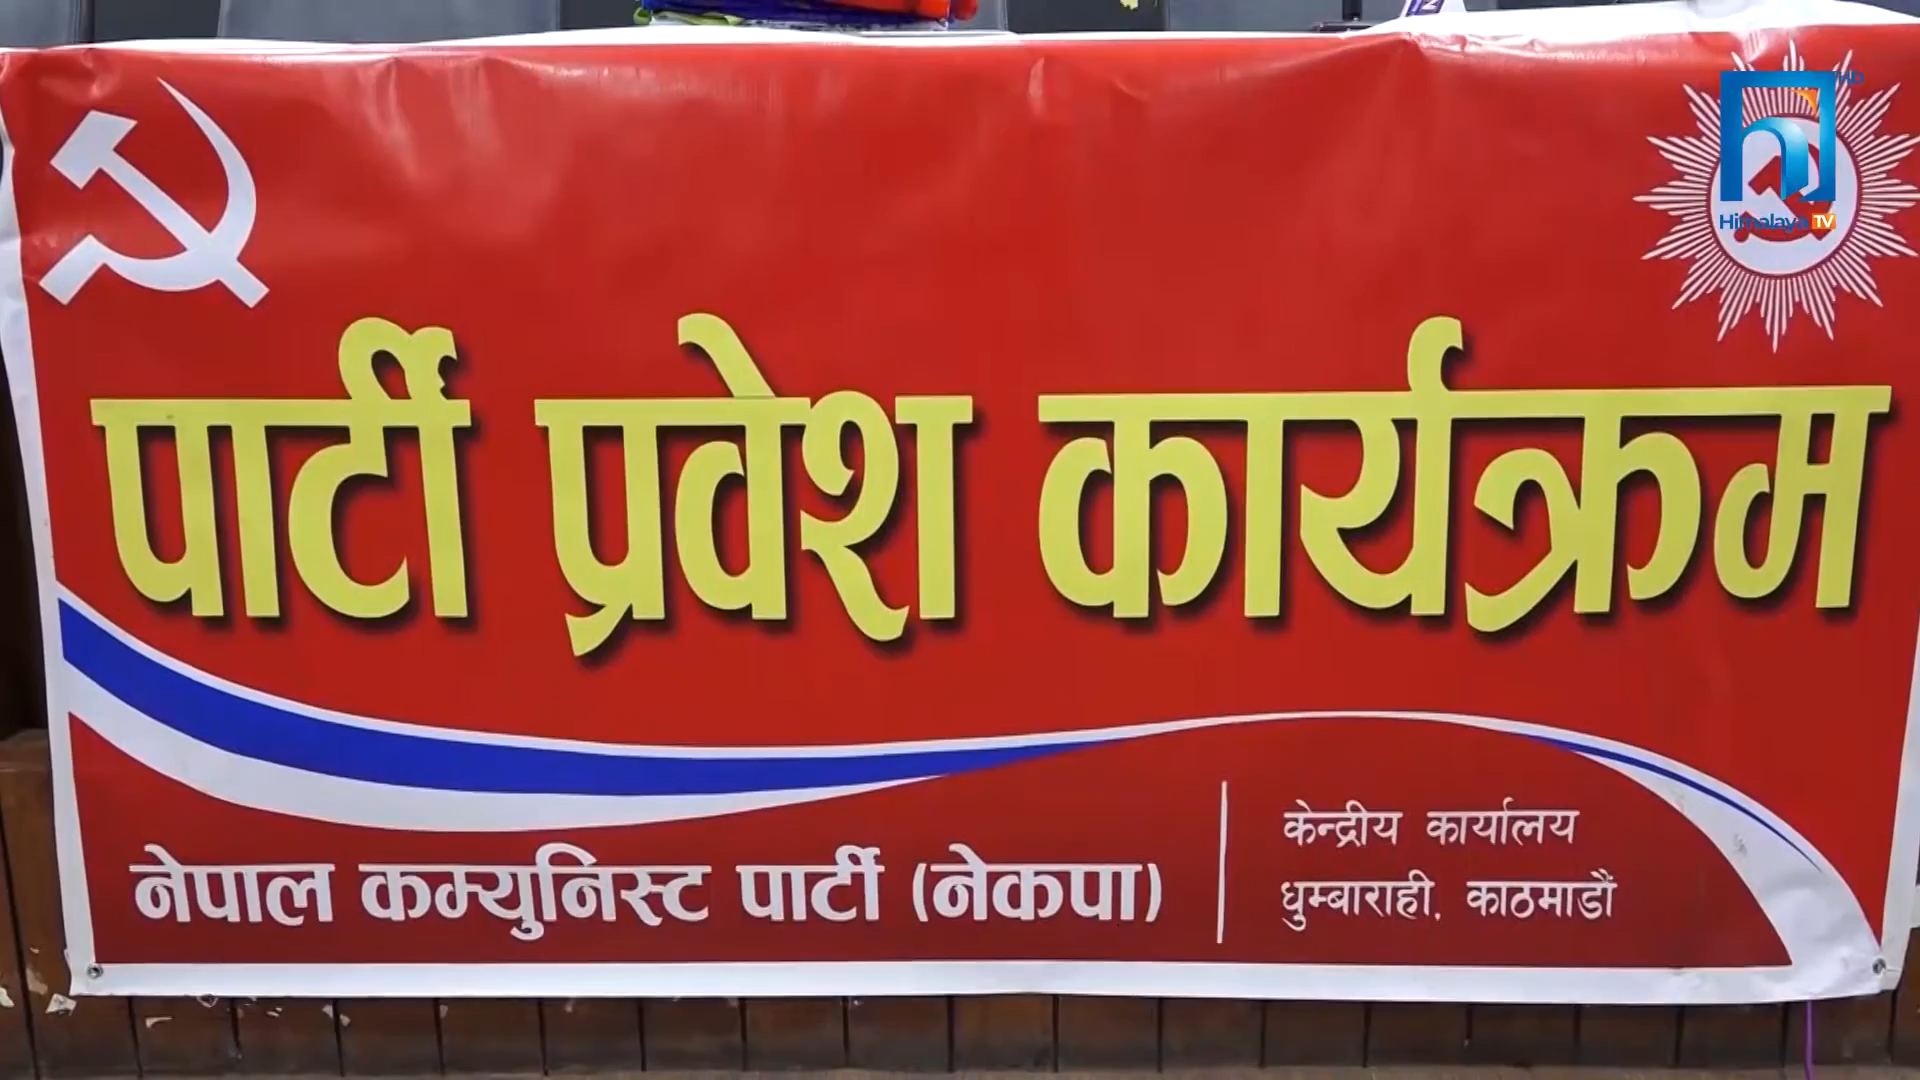 HD
Himalaya TV
पार्टी प्रवेश कार्यक्रम
नेपाल कम्युनिस्ट पार्टी (नेकपा)
केन्द्रीय कार्यालय
धुम्बाराही, काठमाडौं